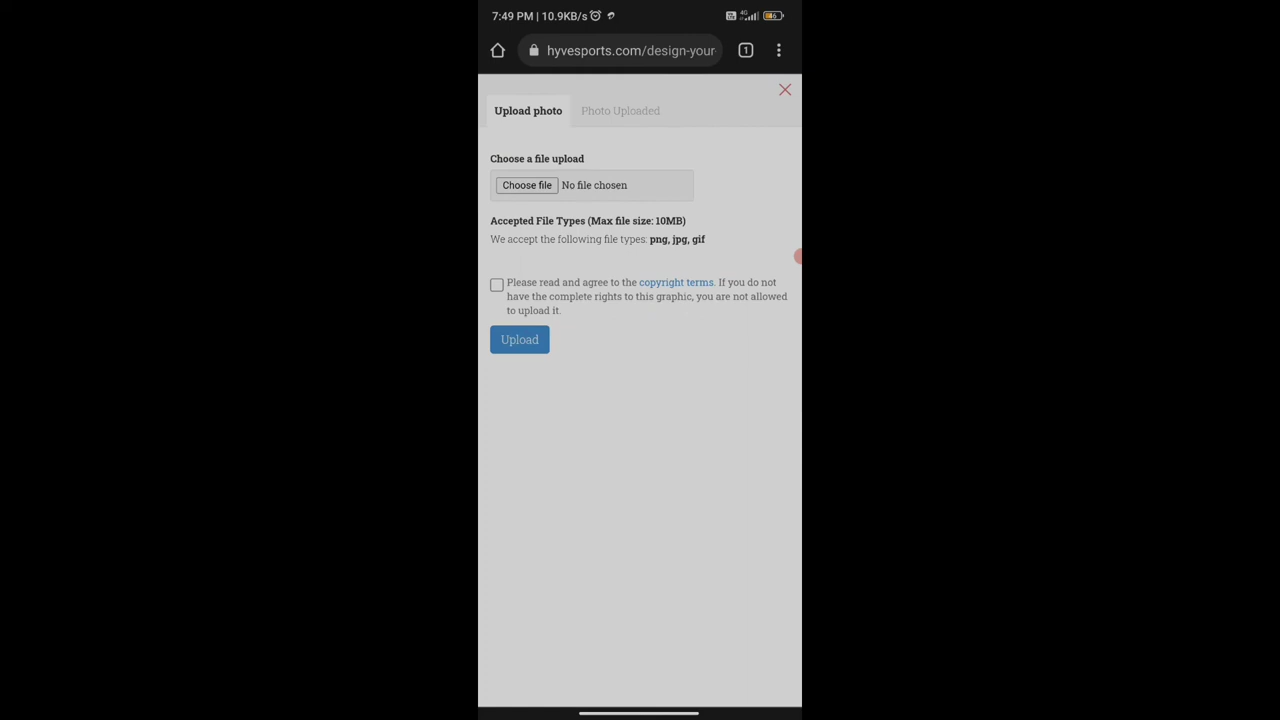 7:49 PM | 10.9KB/s
4G
hyvesports.com/design-your-
1
Upload photo
Photo Uploaded
Choose a file upload
Choose file No file chosen
Accepted File Types (Max file size: 10MB)
We accept the following file types: png, jpg, gif
Please read and agree to the copyright terms. If you do not
have the complete rights to this graphic, you are not allowed
to upload it.
Upload